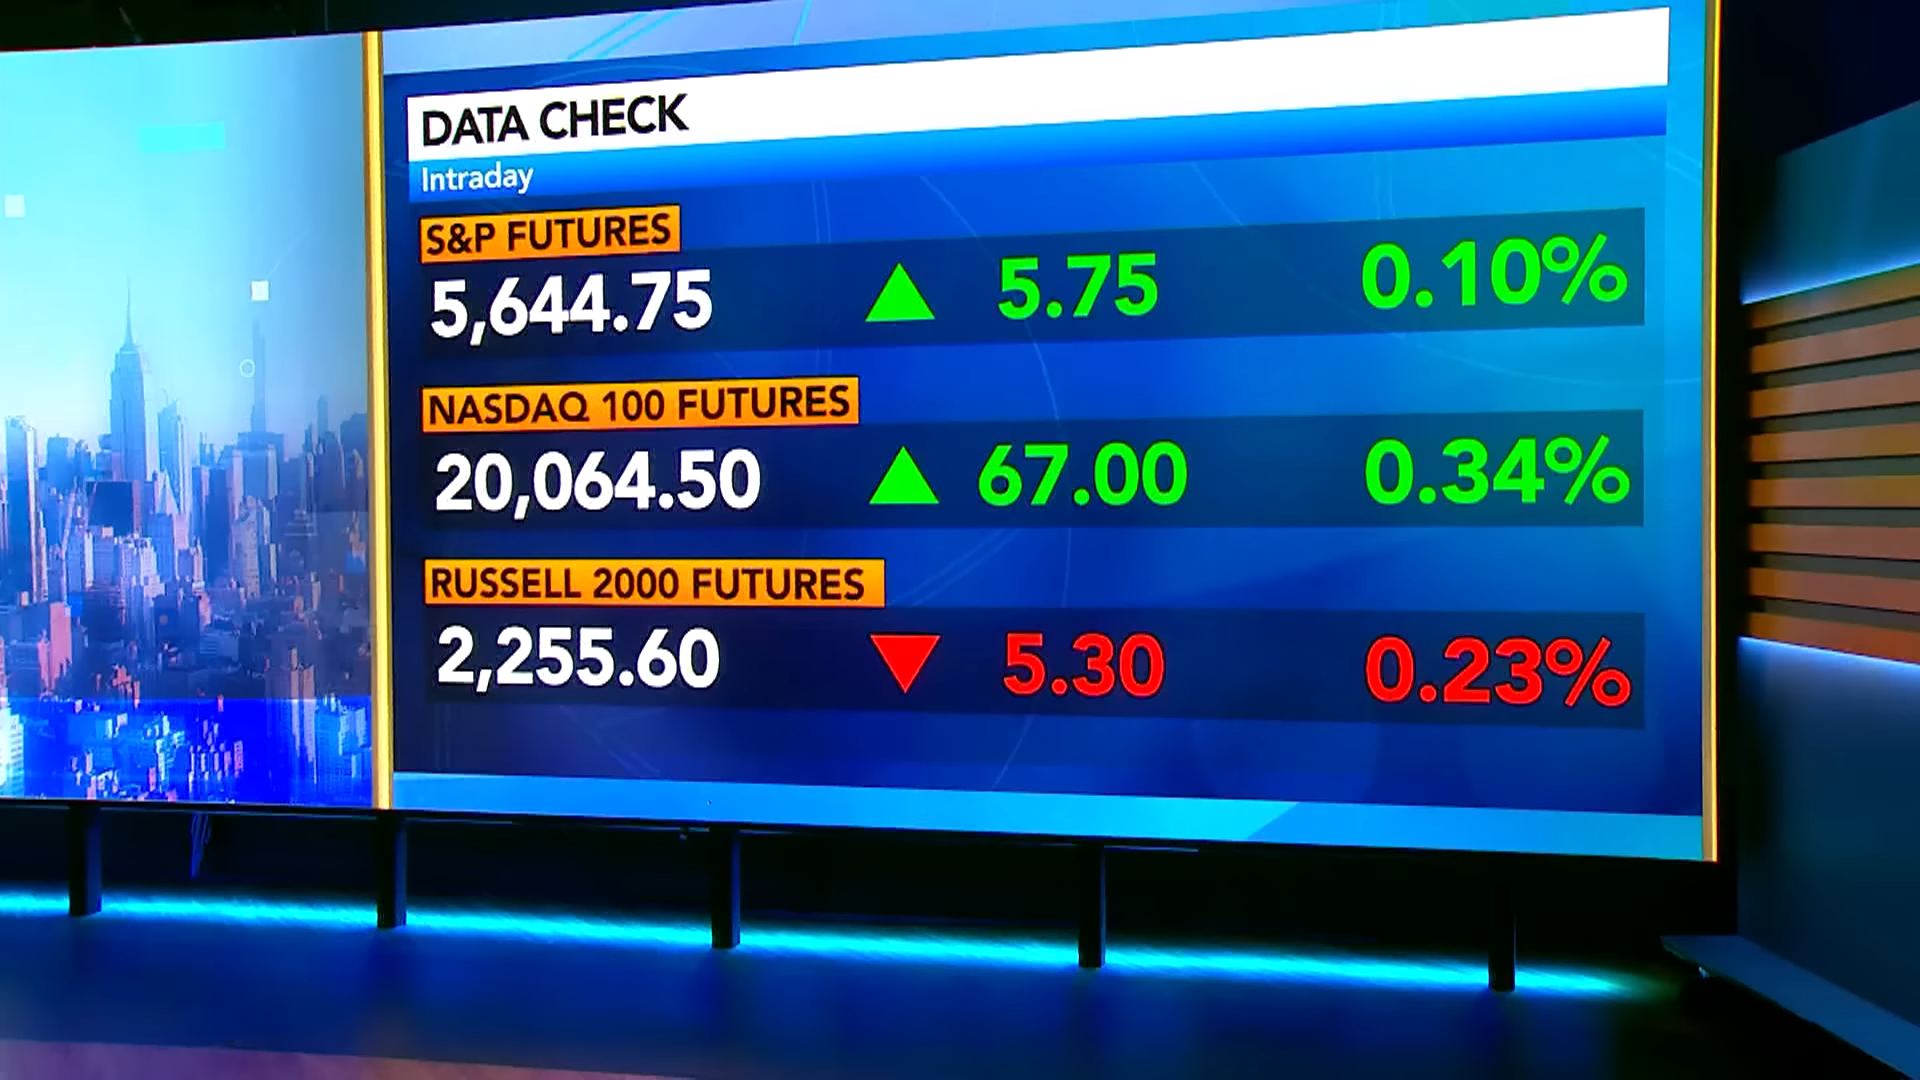 DATA CHECK
Intraday
S&P FUTURES
5,644.75 ▲ 5.75 0.10%
NASDAQ 100 FUTURES
20,064.50 ▲ 67.00 0.34%
RUSSELL 2000 FUTURES
2,255.60 ▼ 5.30 0.23%